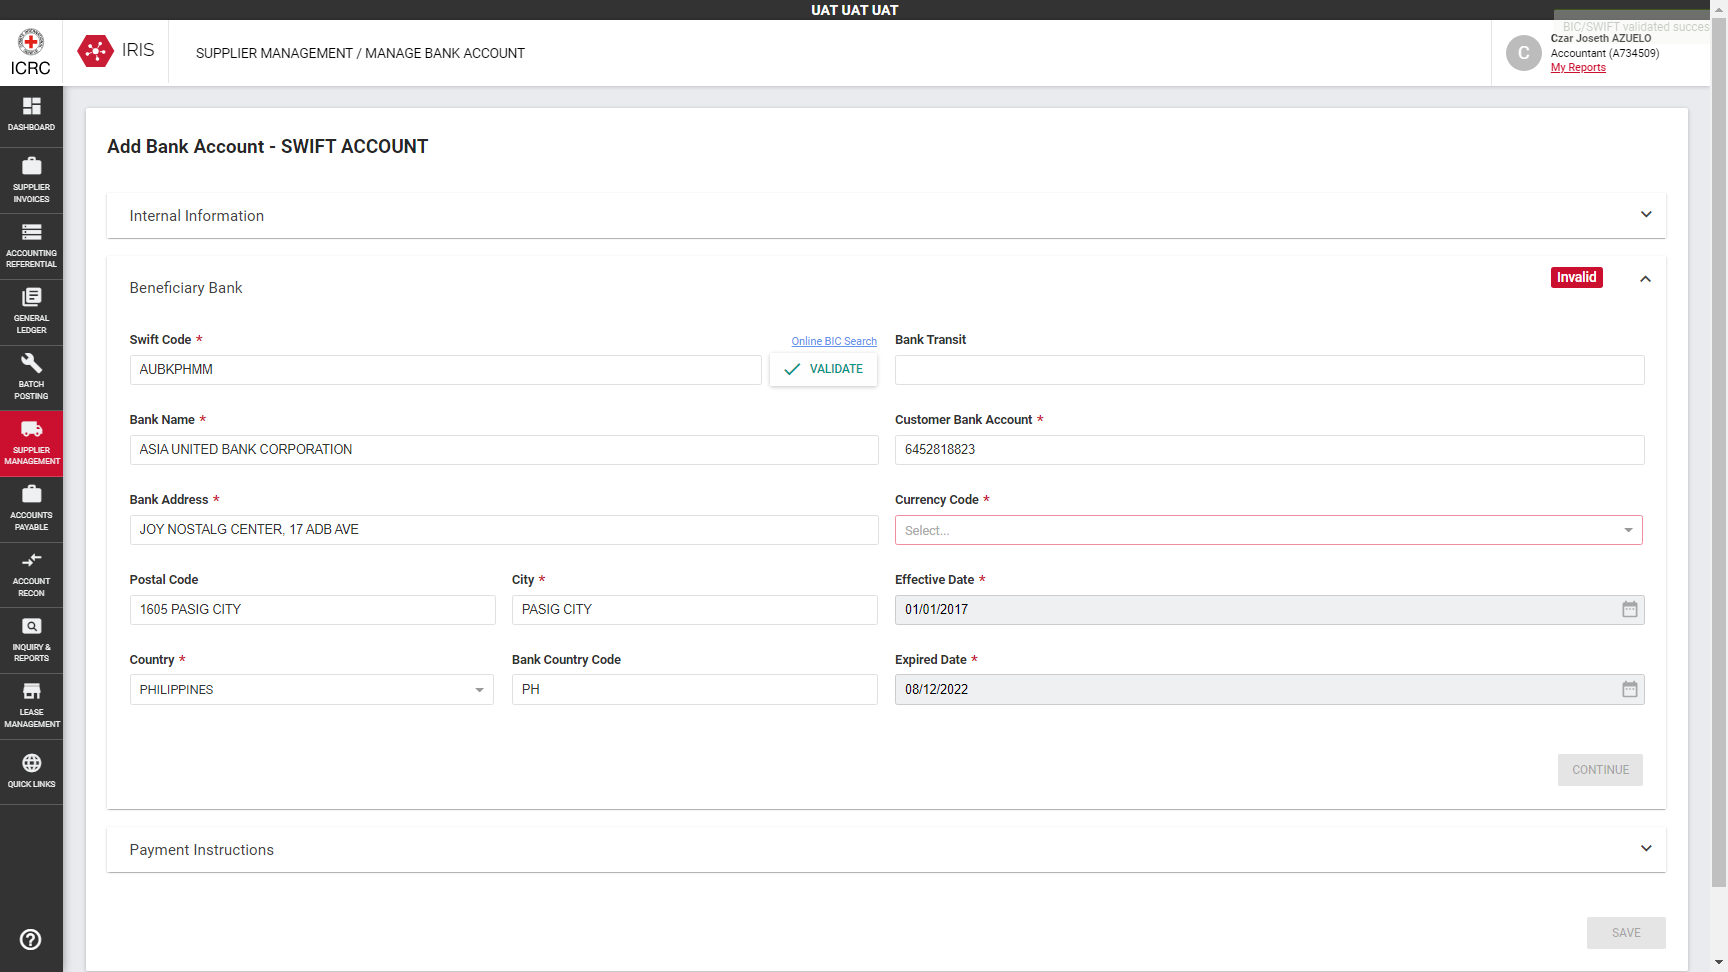 UAT UAT UAT
ICRC
IRIS
SUPPLIER MANAGEMENT / MANAGE BANK ACCOUNT
BIC/SWIFT validated succes
C
Czar Joseth AZUELO
Accountant (A734509)
My Reports
DASHBOARD
SUPPLIER
INVOICES
ACCOUNTING
REFERENTIAL
GENERAL
LEDGER
BATCH
POSTING
SUPPLIER
MANAGEMENT
ACCOUNTS
PAYABLE
ACCOUNT
RECON
INQUIRY &
REPORTS
LEASE
MANAGEMENT
QUICK LINKS
Add Bank Account - SWIFT ACCOUNT
Internal Information
Beneficiary Bank
Invalid
Swift Code *
Online BIC Search
AUBKPHMM
VALIDATE
Bank Transit
Bank Name *
ASIA UNITED BANK CORPORATION
Customer Bank Account *
6452818823
Bank Address *
JOY NOSTALG CENTER, 17 ADB AVE
Currency Code *
Select...
Postal Code
1605 PASIG CITY
City *
PASIG CITY
Effective Date *
01/01/2017
Country *
PHILIPPINES
Bank Country Code
PH
Expired Date *
08/12/2022
CONTINUE
Payment Instructions
SAVE